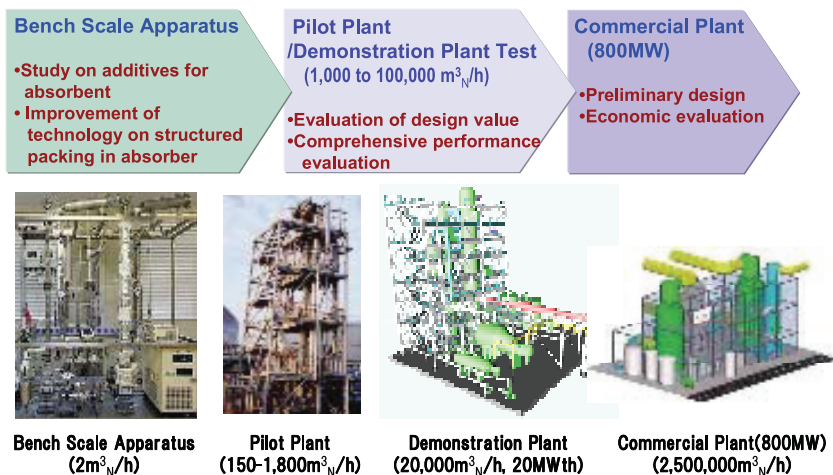 Bench Scale Apparatus
•Study on additives for
absorbent
• Improvement of
technology on structured
packing in absorber
Pilot Plant
/Demonstration Plant Test
(1,000 to 100,000 m³N/h)
•Evaluation of design value
•Comprehensive performance
evaluation
Commercial Plant
(800MW)
•Preliminary design
•Economic evaluation
Bench Scale Apparatus
(2m³N/h)
Pilot Plant
(150-1,800m³N/h)
Demonstration Plant
(20,000m³N/h, 20MWth)
Commercial Plant(800MW)
(2,500,000m³N/h)